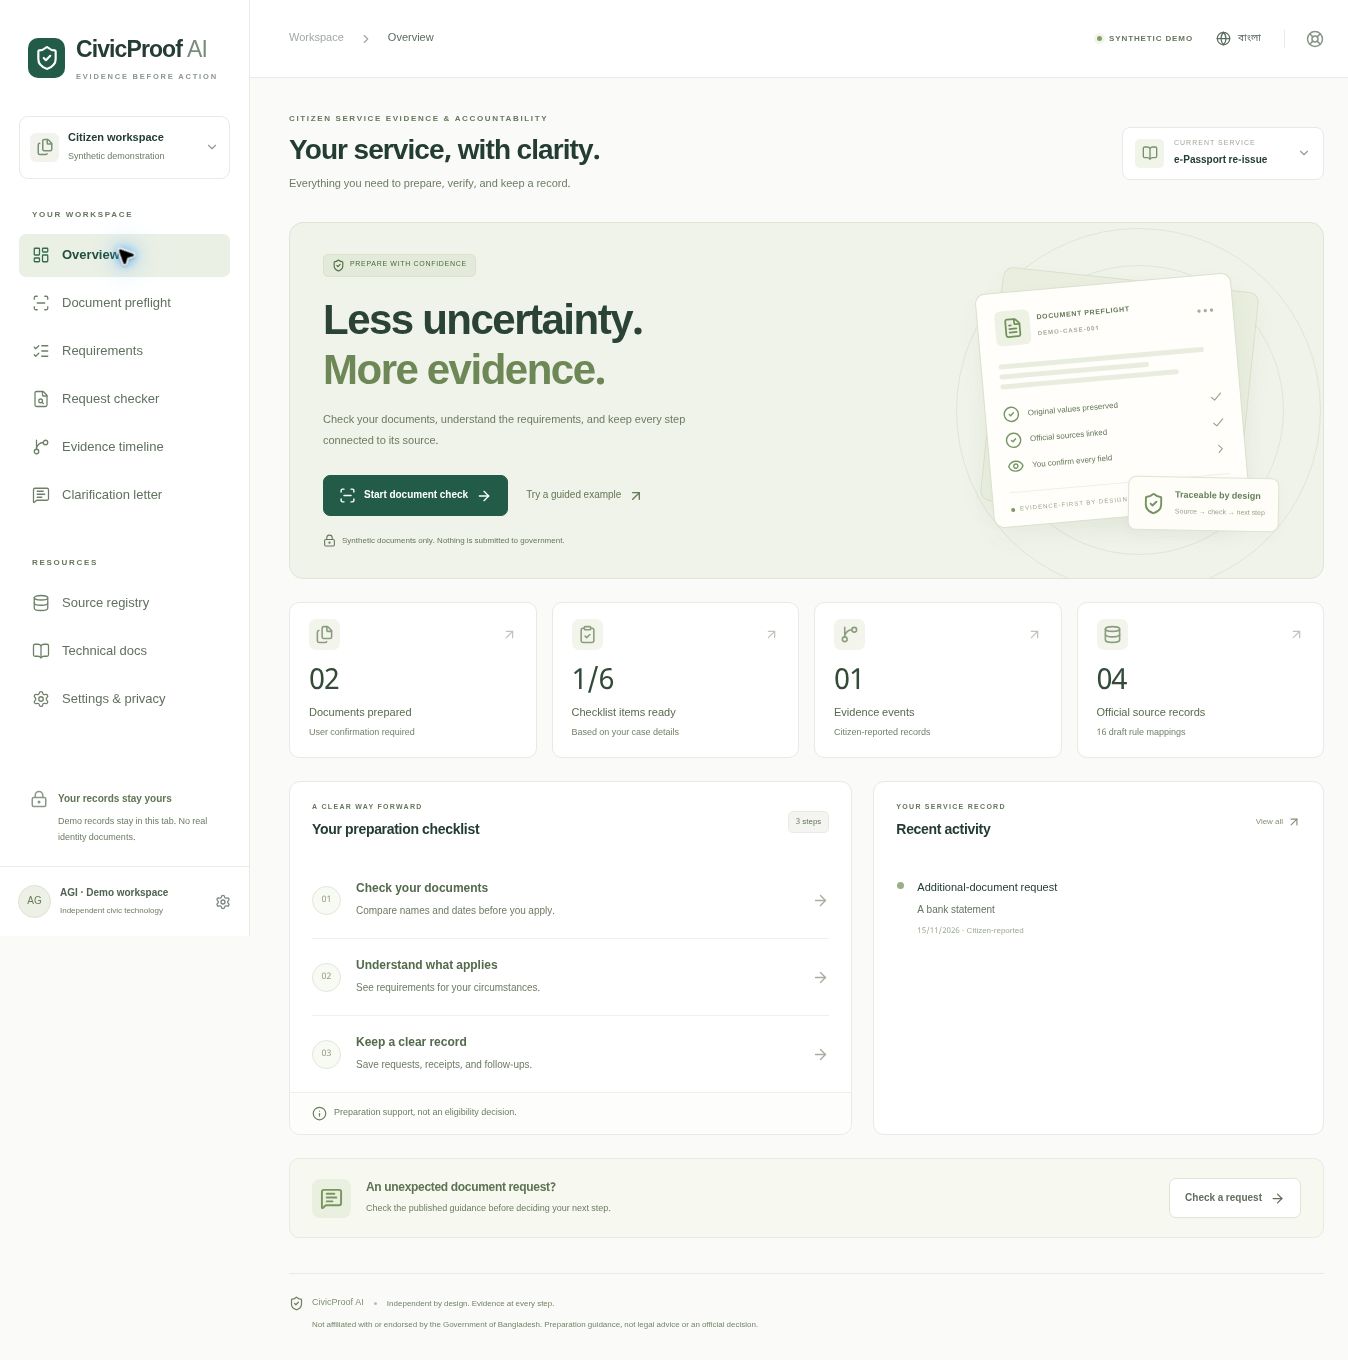 CivicProof AI
EVIDENCE BEFORE ACTION
Citizen workspace
Synthetic demonstration
YOUR WORKSPACE
Overview
Document preflight
Requirements
Request checker
Evidence timeline
Clarification letter
RESOURCES
Source registry
Technical docs
Settings & privacy
Your records stay yours
Demo records stay in this tab. No real
identity documents.
AG
AGI · Demo workspace
Independent civic technology
Workspace
Overview
SYNTHETIC DEMO
বাংলা
CITIZEN SERVICE EVIDENCE & ACCOUNTABILITY
Your service, with clarity.
Everything you need to prepare, verify, and keep a record.
CURRENT SERVICE
e-Passport re-issue
PREPARE WITH CONFIDENCE
Less uncertainty.
More evidence.
Check your documents, understand the requirements, and keep every step
connected to its source.
Start document check
Try a guided example
Synthetic documents only. Nothing is submitted to government.
DOCUMENT PREFLIGHT
DEMO-CASE-001
Original values preserved
Official sources linked
You confirm every field
EVIDENCE-FIRST BY DESIGN
Traceable by design
Source → check → next step
02
Documents prepared
User confirmation required
1/6
Checklist items ready
Based on your case details
01
Evidence events
Citizen-reported records
04
Official source records
16 draft rule mappings
A CLEAR WAY FORWARD
Your preparation checklist
3 steps
01
Check your documents
Compare names and dates before you apply.
02
Understand what applies
See requirements for your circumstances.
03
Keep a clear record
Save requests, receipts, and follow-ups.
Preparation support, not an eligibility decision.
YOUR SERVICE RECORD
Recent activity
View all
Additional-document request
A bank statement
15/11/2026 · Citizen-reported
An unexpected document request?
Check the published guidance before deciding your next step.
Check a request
CivicProof AI • Independent by design. Evidence at every step.
Not affiliated with or endorsed by the Government of Bangladesh. Preparation guidance, not legal advice or an official decision.